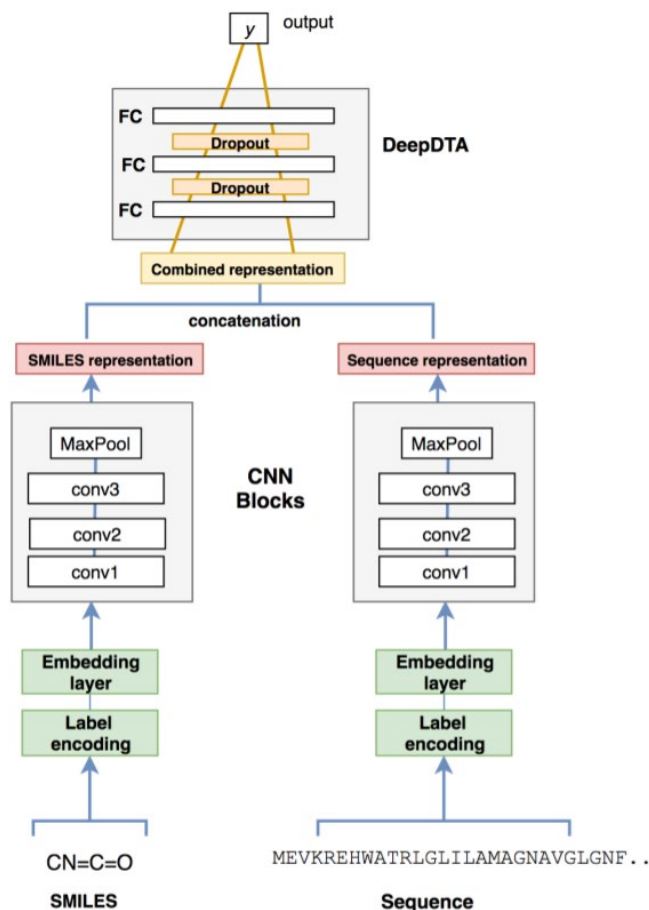 y output
FC
Dropout
DeepDTA
FC
Dropout
FC
Combined representation
concatenation
SMILES representation
Sequence representation
MaxPool
MaxPool
CNN
Blocks
conv3
conv3
conv2
conv2
conv1
conv1
Embedding
layer
Embedding
layer
Label
encoding
Label
encoding
CN=C=O
MEVKREHWATRLGLILAMAGNAVGLGNF..
SMILES
Sequence